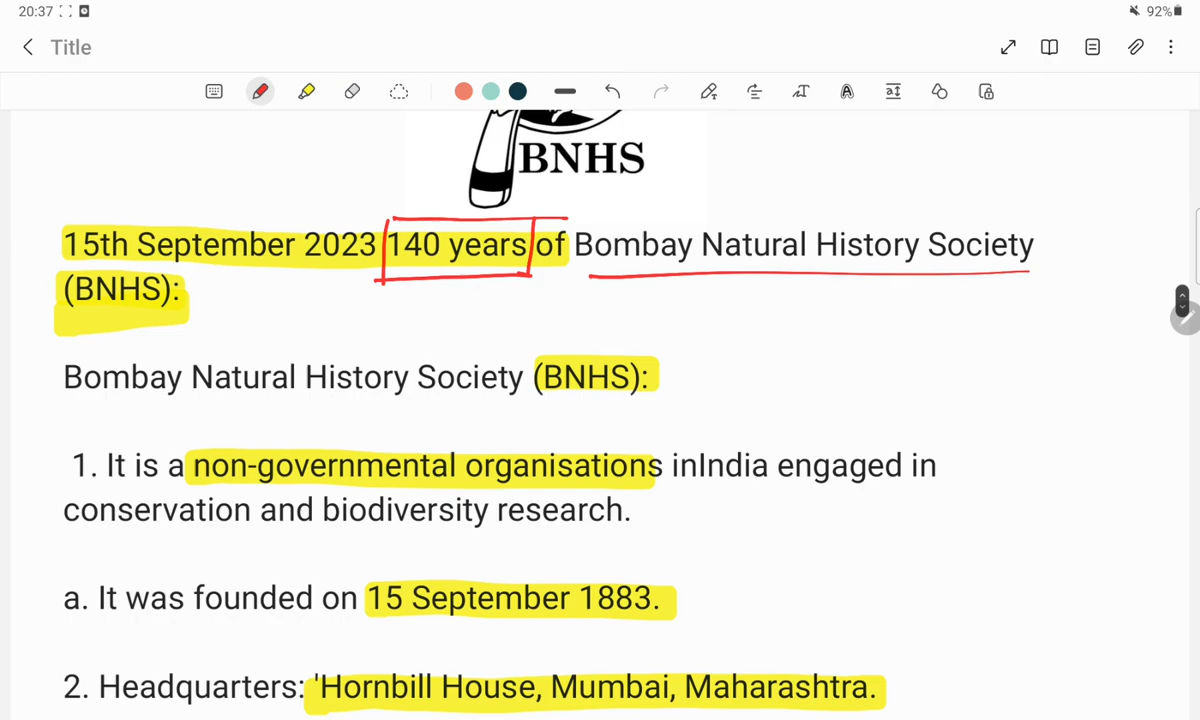 20:37
92%
Title
BNHS
15th September 2023 140 years of Bombay Natural History Society
(BNHS):
Bombay Natural History Society (BNHS):
1. It is a non-governmental organisations inIndia engaged in
conservation and biodiversity research.
a. It was founded on 15 September 1883.
2. Headquarters: 'Hornbill House, Mumbai, Maharashtra.